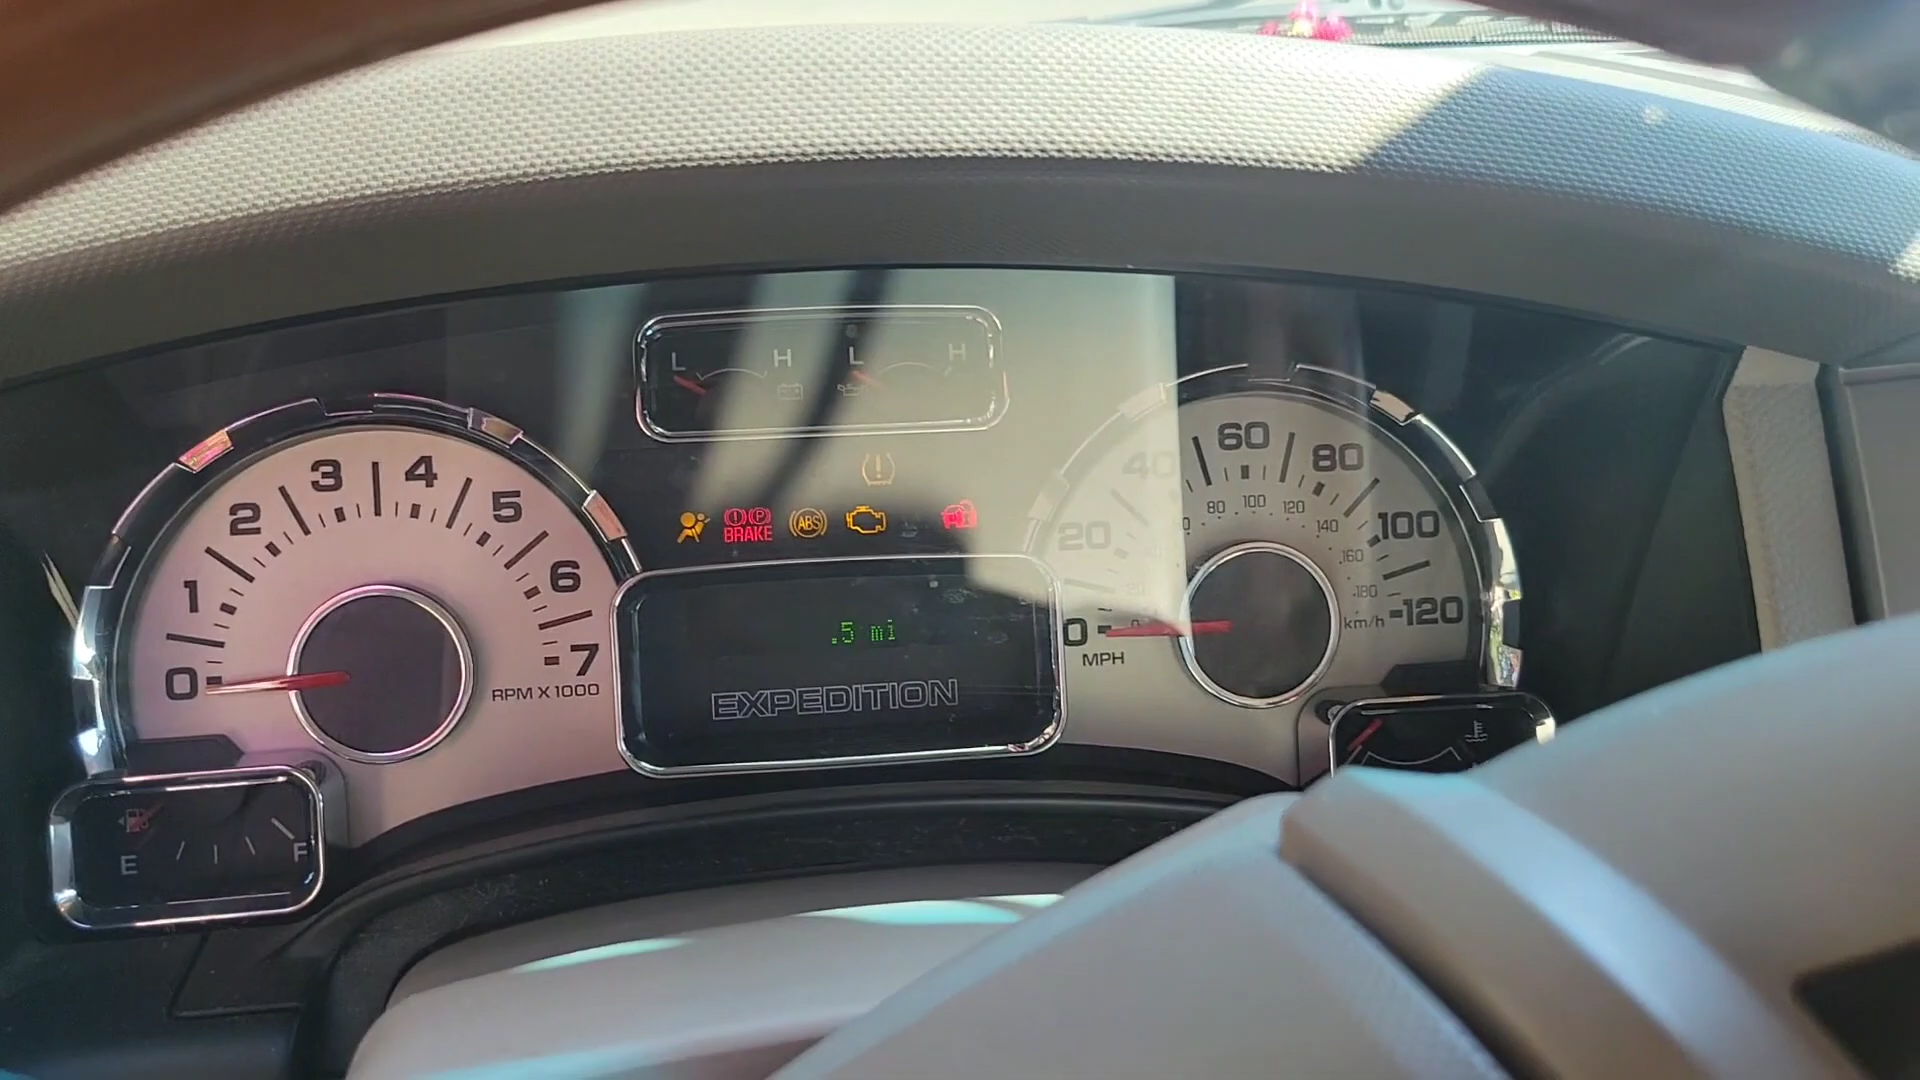 L H L H
1 2 3 4 5 6 7
0
RPM X 1000
BRAKE
ABS
.5 mi
EXPEDITION
20 40 60 80 100 120
80 100 120 140 160 180
0
MPH
km/h
E F